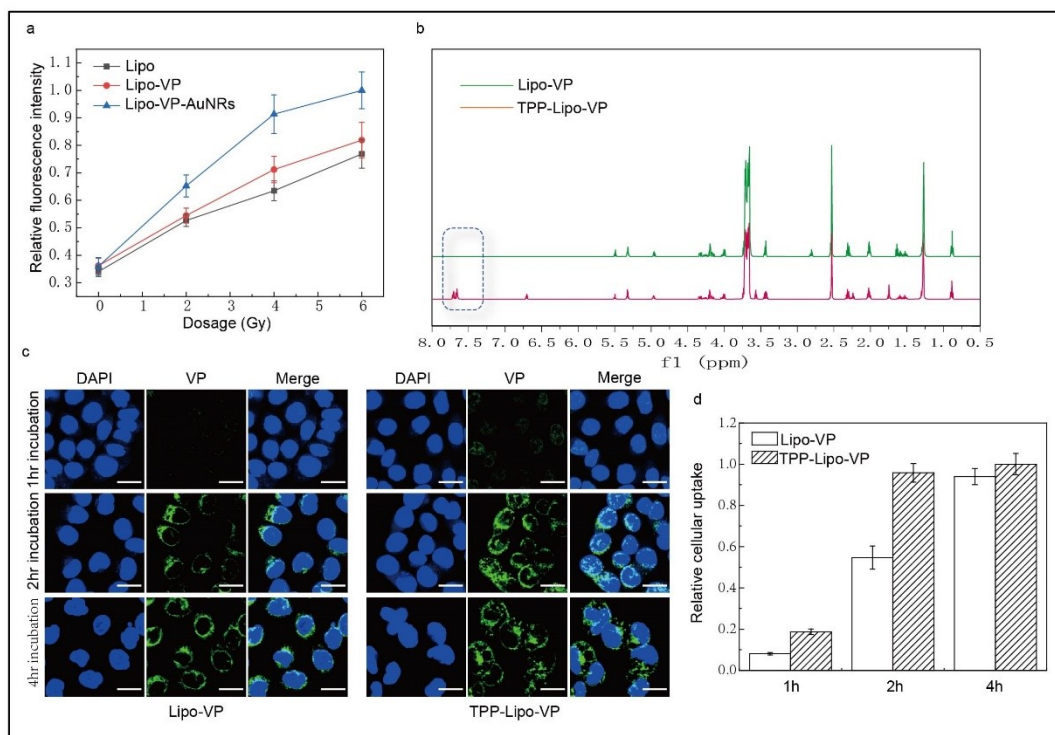 a
Relative fluorescence intensity
1. 1
1. 0
0. 9
0. 8
0. 7
0. 6
0. 5
0. 4
0. 3
Lipo
Lipo-VP
Lipo-VP-AuNRs
0 1 2 3 4 5 6
Dosage (Gy)
b
Lipo-VP
TPP-Lipo-VP
8.0 7.5 7.0 6.5 6.0 5.5 5.0 4.5 4.0 3.5 3.0 2.5 2.0 1.5 1.0 0.5
f1 (ppm)
c
DAPI VP Merge DAPI VP Merge
1hr incubation
2hr incubation
4hr incubation
Lipo-VP TPP-Lipo-VP
d
Relative cellular uptake
1.2
1.0
0.8
0.6
0.4
0.2
0.0
Lipo-VP
TPP-Lipo-VP
1h 2h 4h